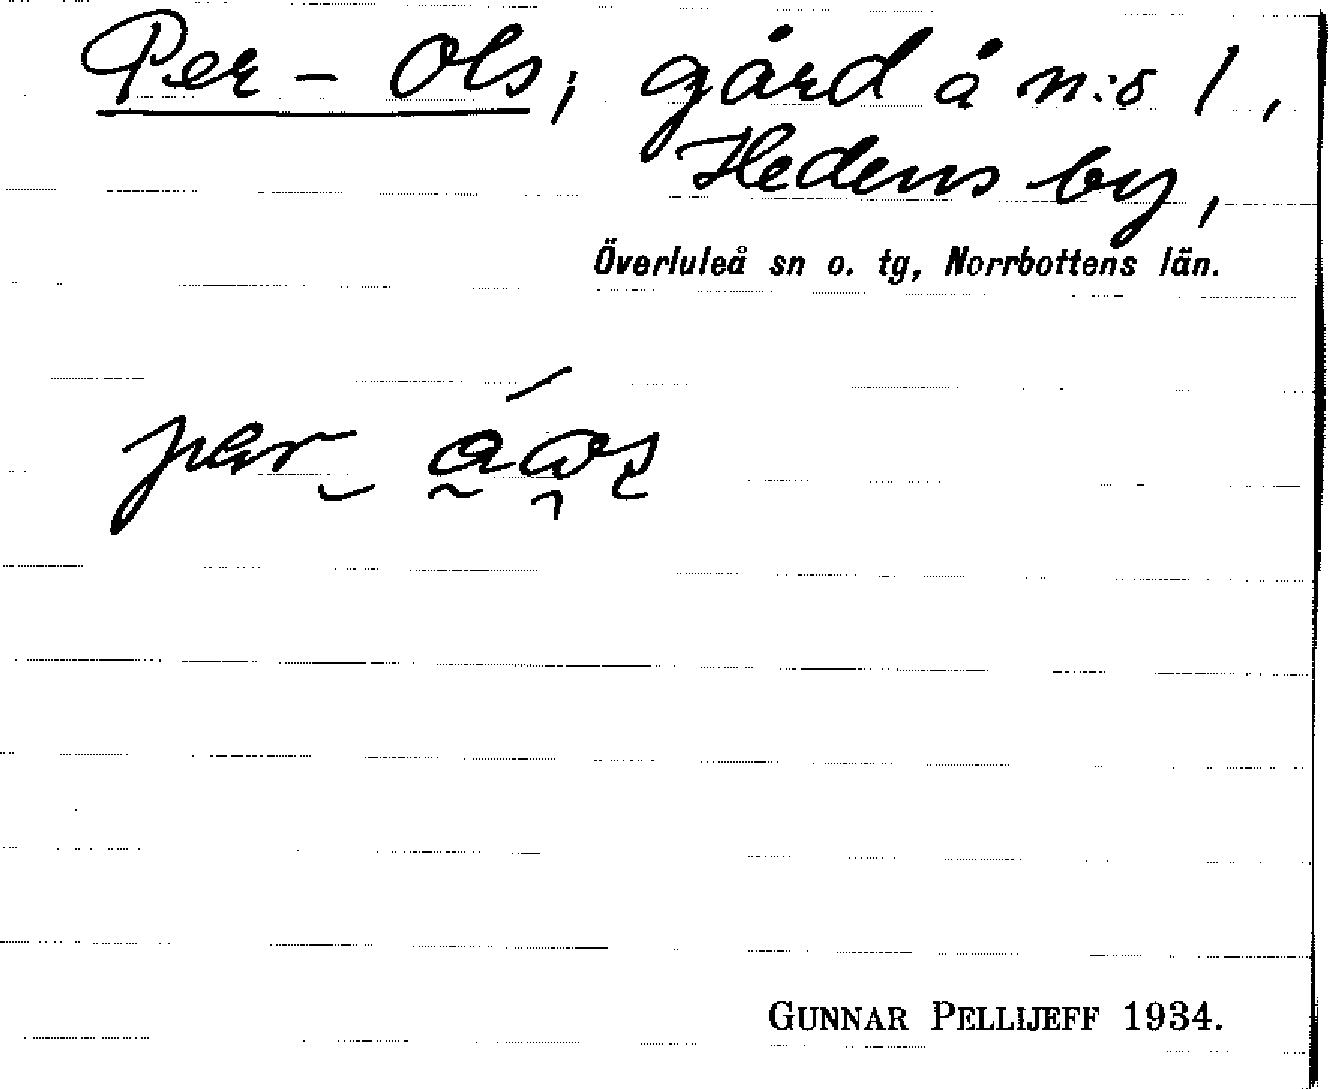 Per-Ols, gård å n:o 1,
Hedens by,
Överluleå sn o. tg, Norrbottens län.
GUNNAR PELLIJEFF 1934.